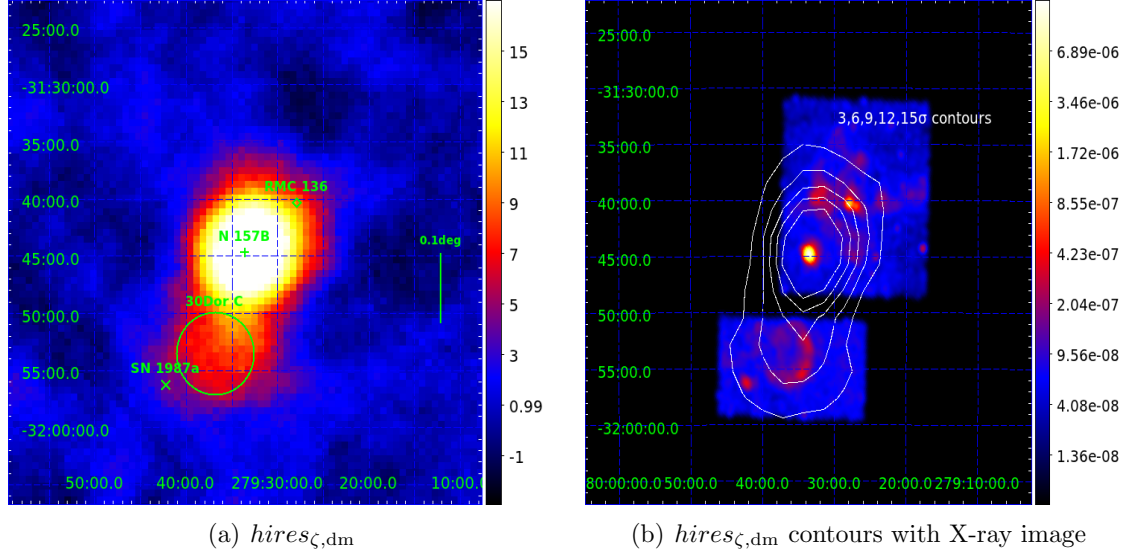 25:00.0
-31:30:00.0
35:00.0
40:00.0
45:00.0
50:00.0
55:00.0
-32:00:00.0
50:00.0
40:00.0
279:30:00.0
20:00.0
10:00.0
RMC 136
N 157B
30Dor C
SN 1987a
0.1deg
15
13
11
9
7
5
3
0.99
-1
(a) hires ζ,dm
25:00.0
-31:30:00.0
35:00.0
40:00.0
45:00.0
50:00.0
55:00.0
-32:00:00.0
80:00:00.0
50:00.0
40:00.0
30:00.0
20:00.0
279:10:00.0
3,6,9,12,15σ contours
6.89e-06
3.46e-06
1.72e-06
8.55e-07
4.23e-07
2.04e-07
9.56e-08
4.08e-08
1.36e-08
(b) hires ζ,dm contours with X-ray image